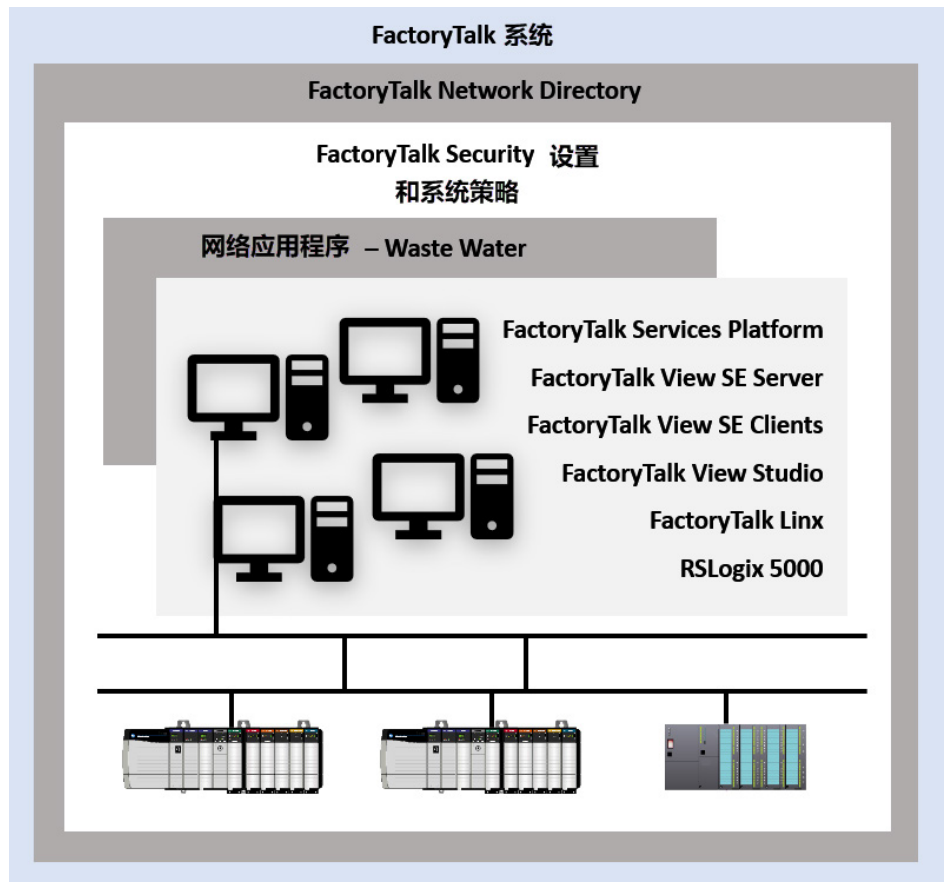 FactoryTalk 系统
FactoryTalk Network Directory
FactoryTalk Security 设置
和系统策略
网络应用程序 – Waste Water
FactoryTalk Services Platform
FactoryTalk View SE Server
FactoryTalk View SE Clients
FactoryTalk View Studio
FactoryTalk Linx
RSLogix 5000